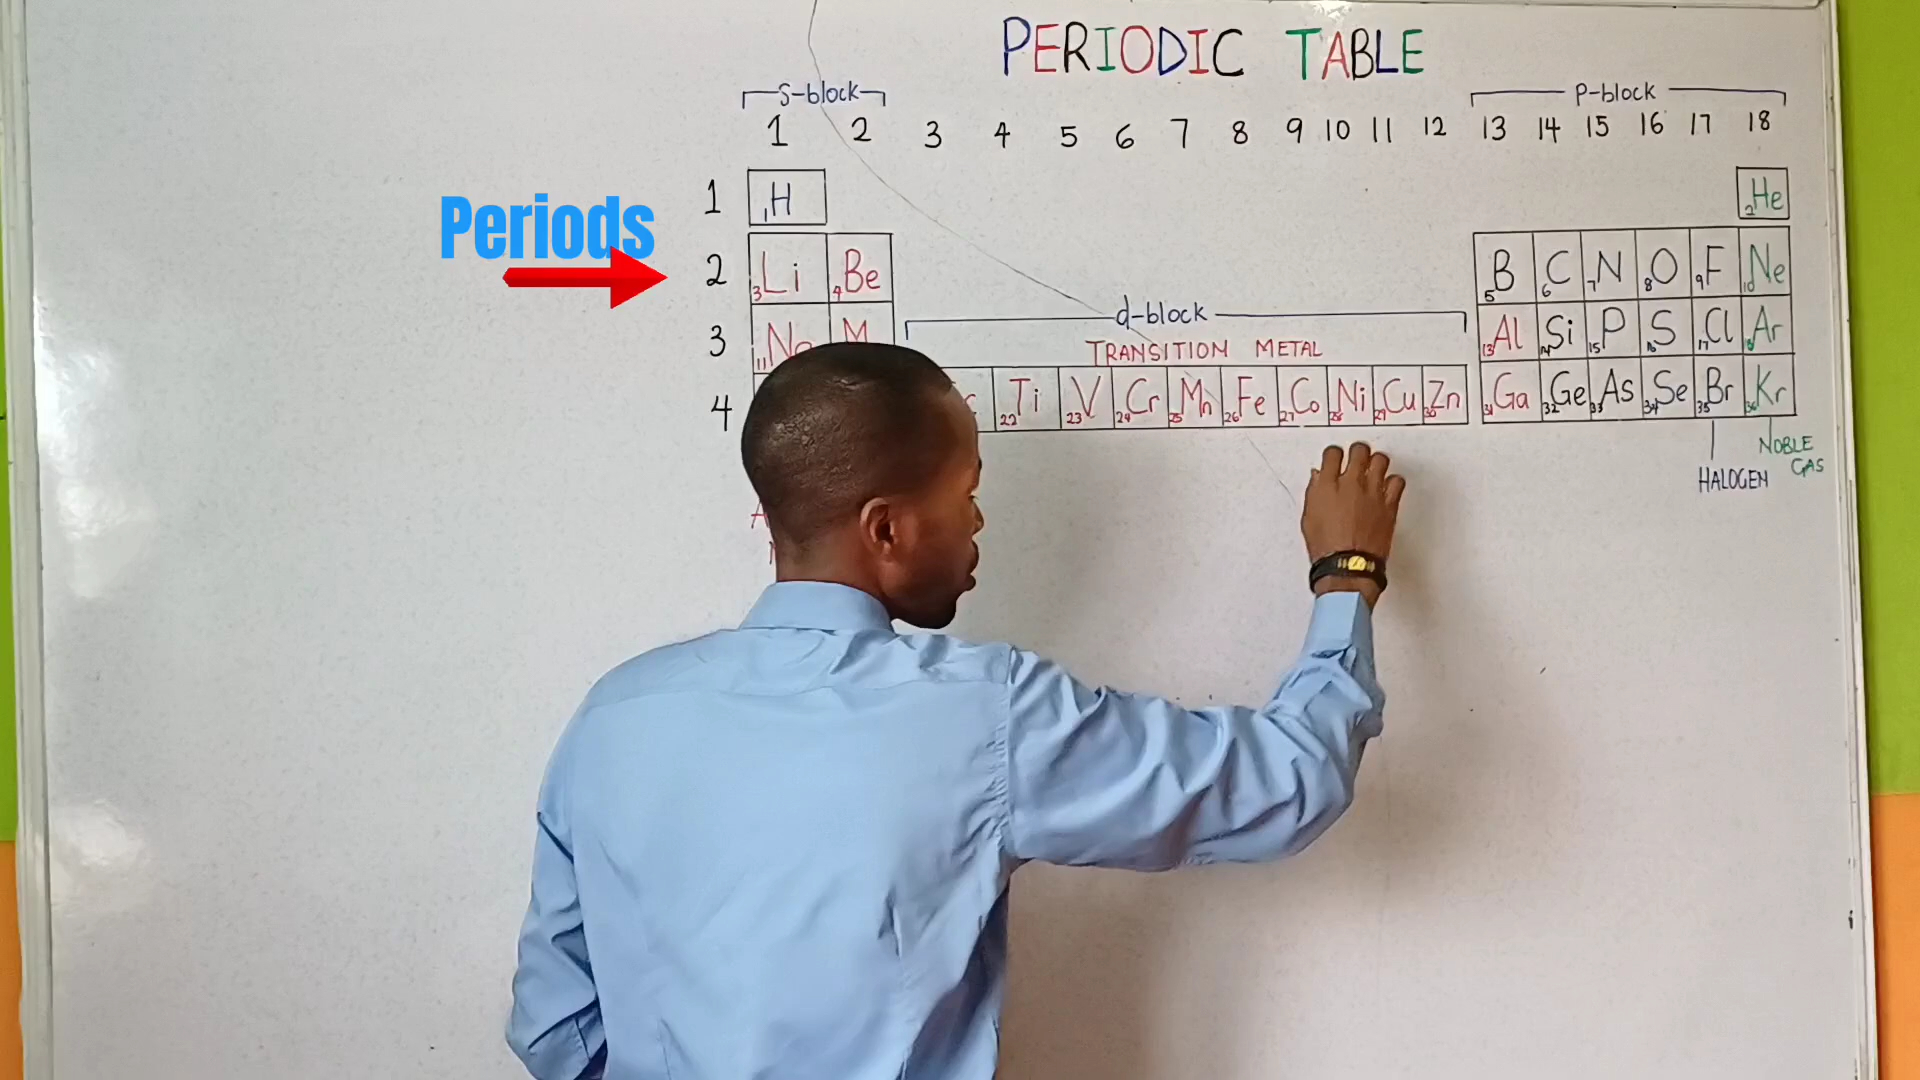 PERIODIC TABLE
S-block P-block
1 2 3 4 5 6 7 8 9 10 11 12 13 14 15 16 17 18
1 1H 2He
Periods
2 3Li 4Be 5B 6C 7N 8O 9F 10Ne
d-block
3 11Na M 13Al 14Si 15P 16S 17Cl 18Ar
TRANSITION METAL
4 22Ti 23V 24Cr 25Mn 26Fe 27Co 28Ni 29Cu 30Zn 31Ga 32Ge 33As 34Se 35Br 36Kr
NOBLE
GAS
HALOGEN